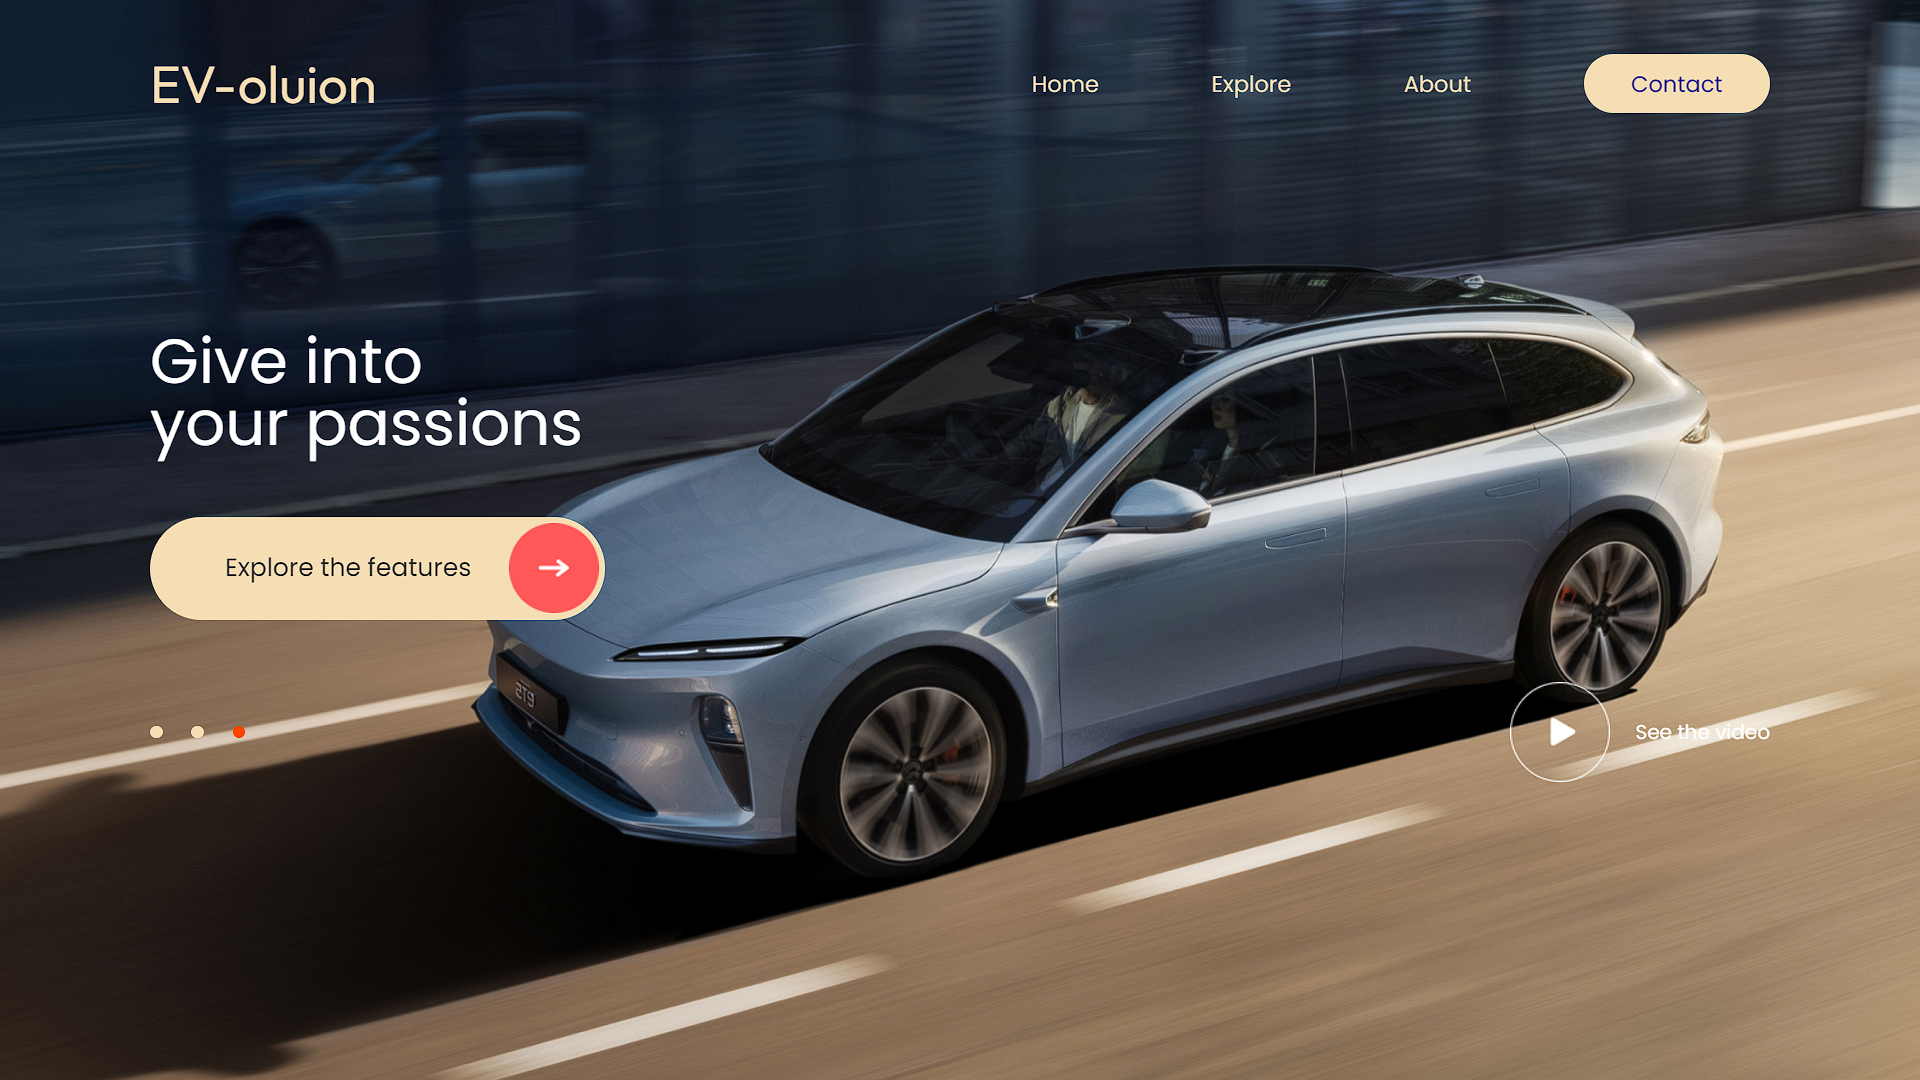 EV-oluion
Home
Explore
About
Contact
Give into
your passions
Explore the features
See the video